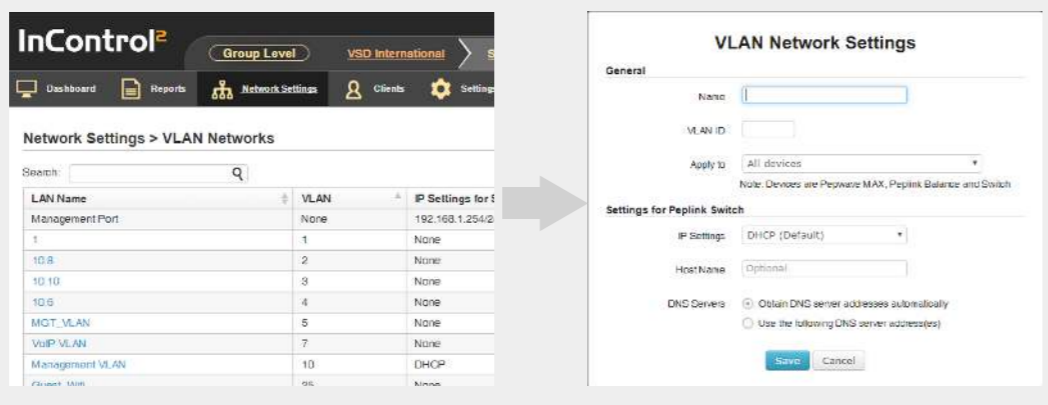 InControl²
Group Level
VSD International
Dashboard
Reports
Network Settings
Clients
Settings
Network Settings > VLAN Networks
Search:
LAN Name VLAN IP Settings for
Management Port None 192.168.1.254/2
1 1 None
10.8 2 None
10.10 3 None
10.6 4 None
MGT_VLAN 5 None
VoIP VLAN 7 None
Management VLAN 10 DHCP
Guest_Wifi 25 None
VLAN Network Settings
General
Name
VLAN ID
Apply to All devices
Note: Devices are Pepwave MAX, Peplink Balance and Switch
Settings for Peplink Switch
IP Settings DHCP (Default)
Host Name Optional
DNS Servers Obtain DNS server addresses automatically
Use the following DNS server address(es)
Save Cancel